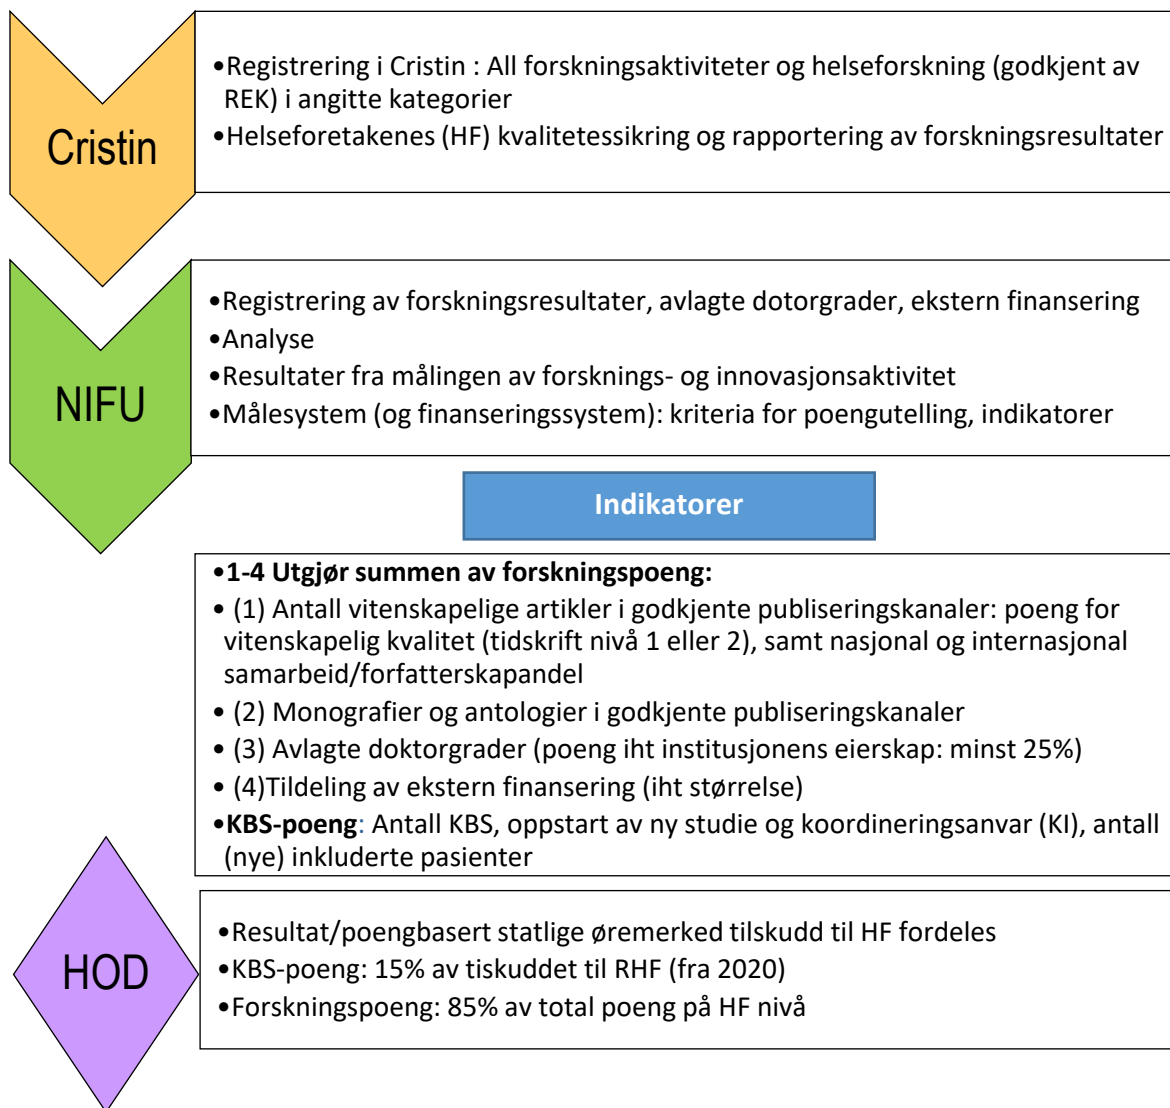 Cristin
•Registrering i Cristin : All forskningsaktiviteter og helseforskning (godkjent av
REK) i angitte kategorier
•Helseforetakenes (HF) kvalitetessikring og rapportering av forskningsresultater
NIFU
•Registrering av forskningsresultater, avlagte dotorgrader, ekstern finansering
•Analyse
•Resultater fra målingen av forsknings- og innovasjonsaktivitet
•Målesystem (og finanseringssystem): kriteria for poengutelling, indikatorer
Indikatorer
•1-4 Utgjør summen av forskningspoeng:
• (1) Antall vitenskapelige artikler i godkjente publiseringskanaler: poeng for
vitenskapelig kvalitet (tidskrift nivå 1 eller 2), samt nasjonal og internasjonal
samarbeid/forfatterskapandel
• (2) Monografier og antologier i godkjente publiseringskanaler
• (3) Avlagte doktorgrader (poeng iht institusjonens eierskap: minst 25%)
• (4)Tildeling av ekstern finansering (iht størrelse)
•KBS-poeng: Antall KBS, oppstart av ny studie og koordineringsanvar (KI), antall
(nye) inkluderte pasienter
HOD
•Resultat/poengbasert statlige øremerked tilskudd til HF fordeles
•KBS-poeng: 15% av tiskuddet til RHF (fra 2020)
•Forskningspoeng: 85% av total poeng på HF nivå